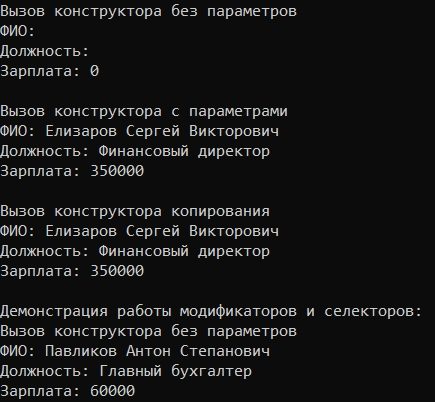 Вызов конструктора без параметров
ФИО:
Должность:
Зарплата: 0
Вызов конструктора с параметрами
ФИО: Елизаров Сергей Викторович
Должность: Финансовый директор
Зарплата: 350000
Вызов конструктора копирования
ФИО: Елизаров Сергей Викторович
Должность: Финансовый директор
Зарплата: 350000
Демонстрация работы модификаторов и селекторов:
Вызов конструктора без параметров
ФИО: Павликов Антон Степанович
Должность: Главный бухгалтер
Зарплата: 60000